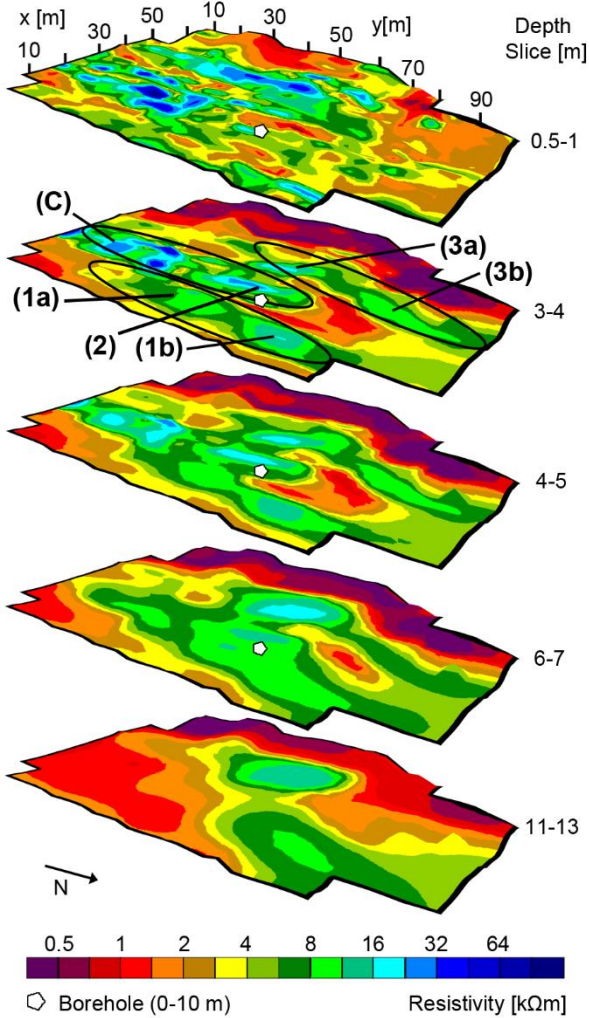 x [m] 10 30 50 10 30 50 y[m] 70 90
Depth
Slice [m]
0.5-1
(C)
(3a)
(3b)
(1a)
(2)
(1b)
3-4
4-5
6-7
11-13
N
0.5 1 2 4 8 16 32 64
Borehole (0-10 m) Resistivity [kΩm]